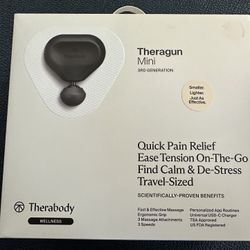 Theragun
Mini
3RD-GENERATION
Smaller.
Lighter.
Just As
Effective.
Quick Pain Relief
Ease Tension On-The-Go
Find Calm & De-Stress
Travel-Sized
SCIENTIFICALLY-PROVEN BENEFITS
Therabody
WELLNESS
Fast & Effective Massage
Ergonomic Grip
3 Massage Attachments
3 Speeds
Personalized App Routines
Universal USB-C Charger
TSA Approved
US FDA Registered